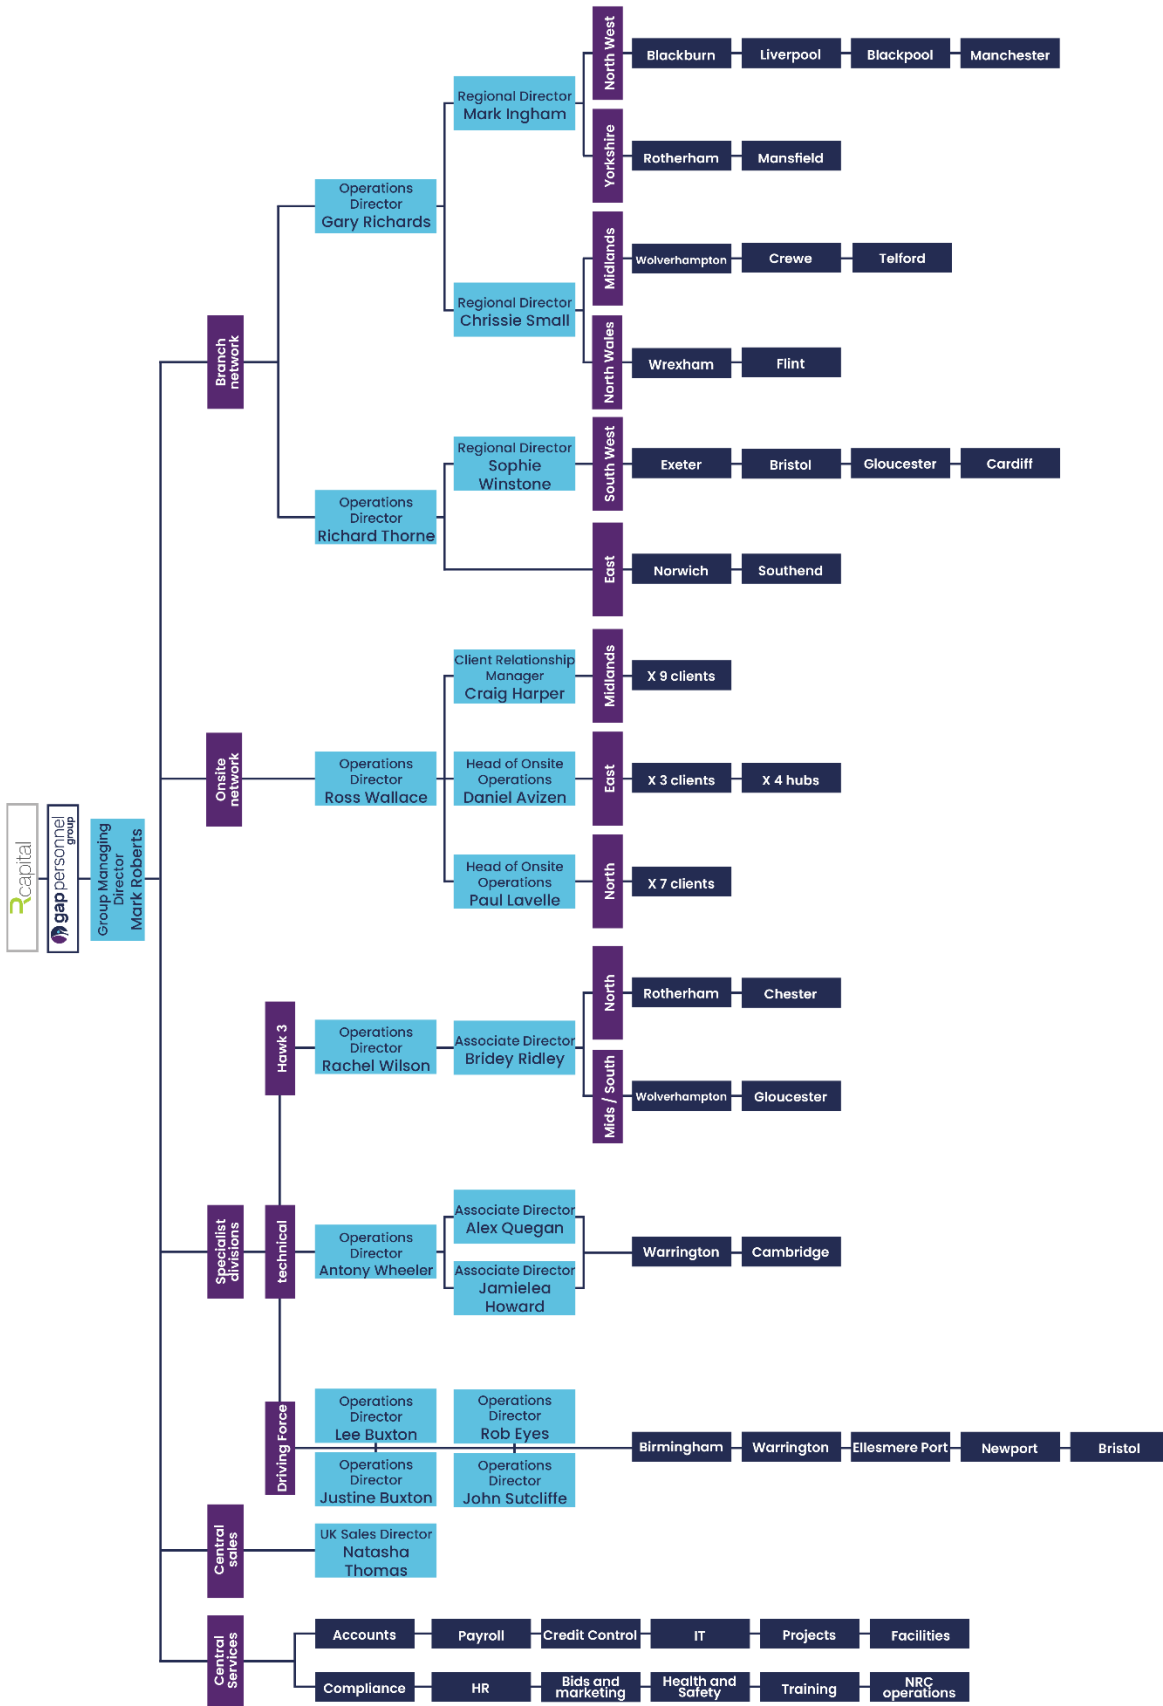 Rcapital
gap personnel
group
Group Managing
Director
Mark Roberts
Branch
network
Operations
Director
Gary Richards
Regional Director
Mark Ingham
North West
Blackburn
Liverpool
Blackpool
Manchester
Yorkshire
Rotherham
Mansfield
Regional Director
Chrissie Small
Midlands
Wolverhampton
Crewe
Telford
North Wales
Wrexham
Flint
Operations
Director
Richard Thorne
Regional Director
Sophie
Winstone
South West
Exeter
Bristol
Gloucester
Cardiff
East
Norwich
Southend
Onsite
network
Operations
Director
Ross Wallace
Client Relationship
Manager
Craig Harper
Midlands
X 9 clients
Head of Onsite
Operations
Daniel Avizen
East
X 3 clients
X 4 hubs
Head of Onsite
Operations
Paul Lavelle
North
X 7 clients
Specialist
divisions
Hawk 3
Operations
Director
Rachel Wilson
Associate Director
Bridey Ridley
North
Rotherham
Chester
Mids / South
Wolverhampton
Gloucester
technical
Operations
Director
Antony Wheeler
Associate Director
Alex Quegan
Associate Director
Jamielea
Howard
Warrington
Cambridge
Driving Force
Operations
Director
Lee Buxton
Operations
Director
Justine Buxton
Operations
Director
Rob Eyes
Operations
Director
John Sutcliffe
Birmingham
Warrington
Ellesmere Port
Newport
Bristol
Central
sales
UK Sales Director
Natasha
Thomas
Central
Services
Accounts
Payroll
Credit Control
IT
Projects
Facilities
Compliance
HR
Bids and
marketing
Health and
Safety
Training
NRC
operations